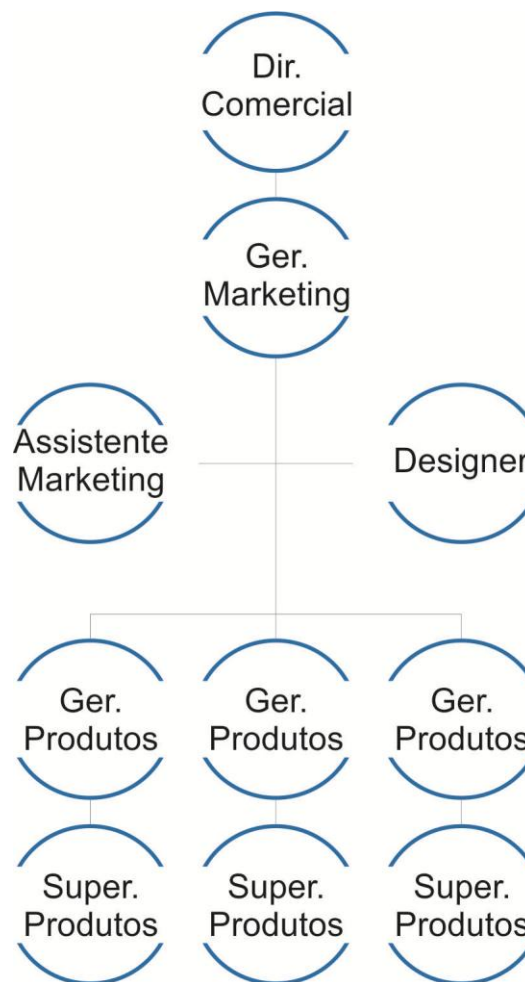 Dir.
Comercial
Ger.
Marketing
Assistente
Marketing
Designer
Ger.
Produtos
Ger.
Produtos
Ger.
Produtos
Super.
Produtos
Super.
Produtos
Super.
Produtos